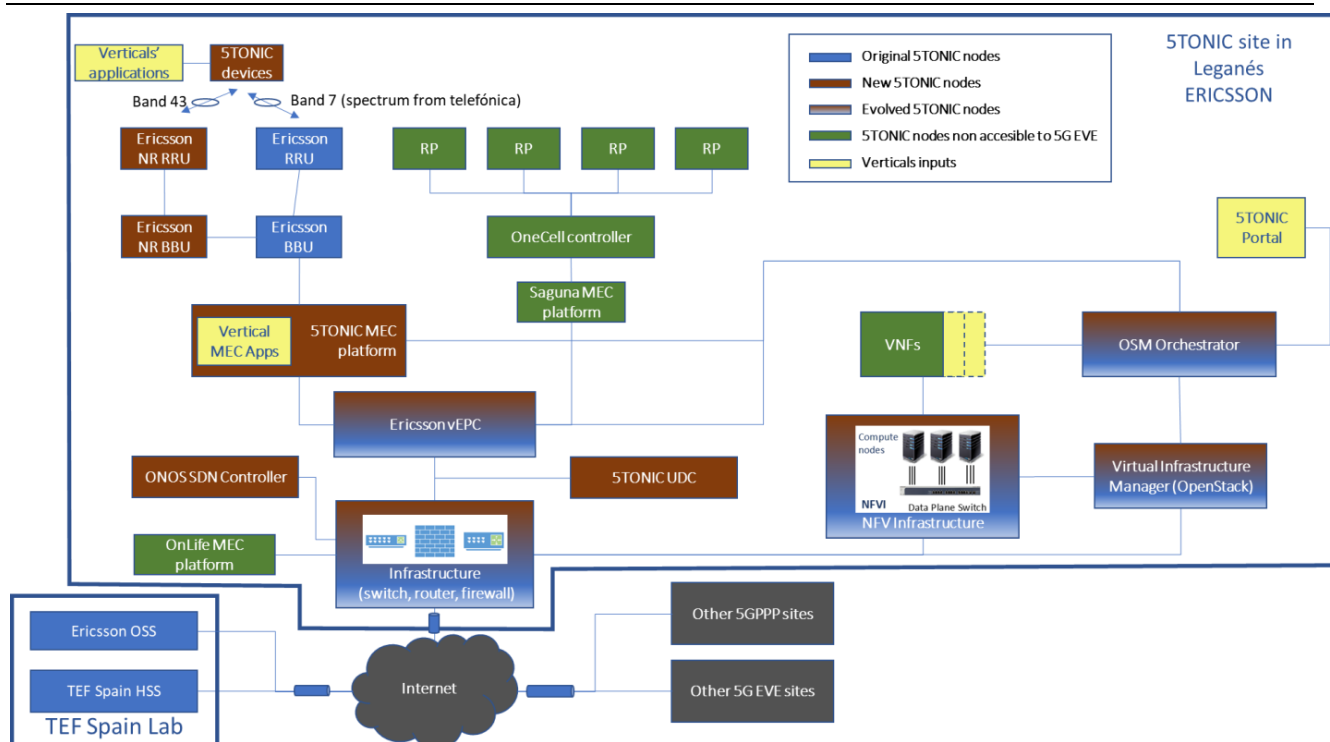 5TONIC site in
Leganés
ERICSSON
Original 5TONIC nodes
New 5TONIC nodes
Evolved 5TONIC nodes
5TONIC nodes non accesible to 5G EVE
Verticals inputs
Verticals'
applications
5TONIC
devices
Band 43
Band 7 (spectrum from telefónica)
Ericsson
NR RRU
Ericsson
RRU
RP
RP
RP
RP
Ericsson
NR BBU
Ericsson
BBU
OneCell controller
5TONIC
Portal
Saguna MEC
platform
Vertical
MEC Apps
5TONIC MEC
platform
VNFs
OSM Orchestrator
Ericsson vEPC
Compute
nodes
NFVI
Data Plane Switch
NFV Infrastructure
Virtual Infrastructure
Manager (OpenStack)
ONOS SDN Controller
5TONIC UDC
OnLife MEC
platform
Infrastructure
(switch, router, firewall)
Ericsson OSS
TEF Spain HSS
TEF Spain Lab
Internet
Other 5GPPP sites
Other 5G EVE sites